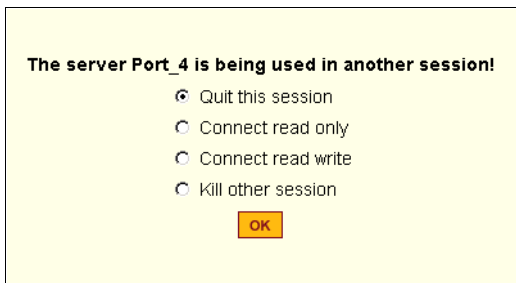 The server Port_4 is being used in another session!
Quit this session
Connect read only
Connect read write
Kill other session
OK